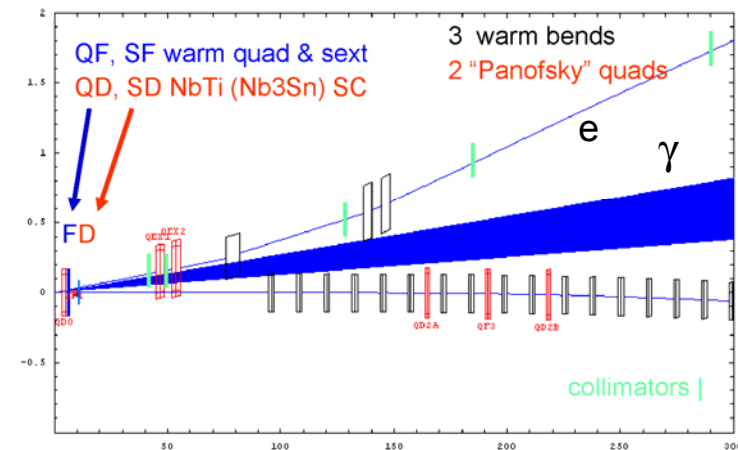 2
QF, SF warm quad & sext
QD, SD NbTi (Nb3Sn) SC
3 warm bends
2 "Panofsky" quads
1.5
e
γ
1
0.5
FD
QEX1
QEX2
0
QD0
QD2A
QF3
QD2B
-0.5
collimators |
50
100
150
200
250
300